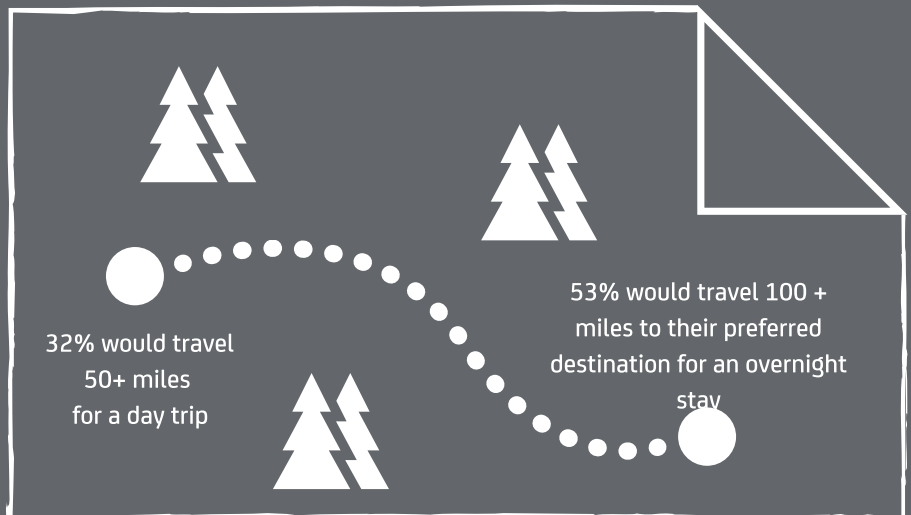 32% would travel
50+ miles
for a day trip
53% would travel 100 +
miles to their preferred
destination for an overnight
stay